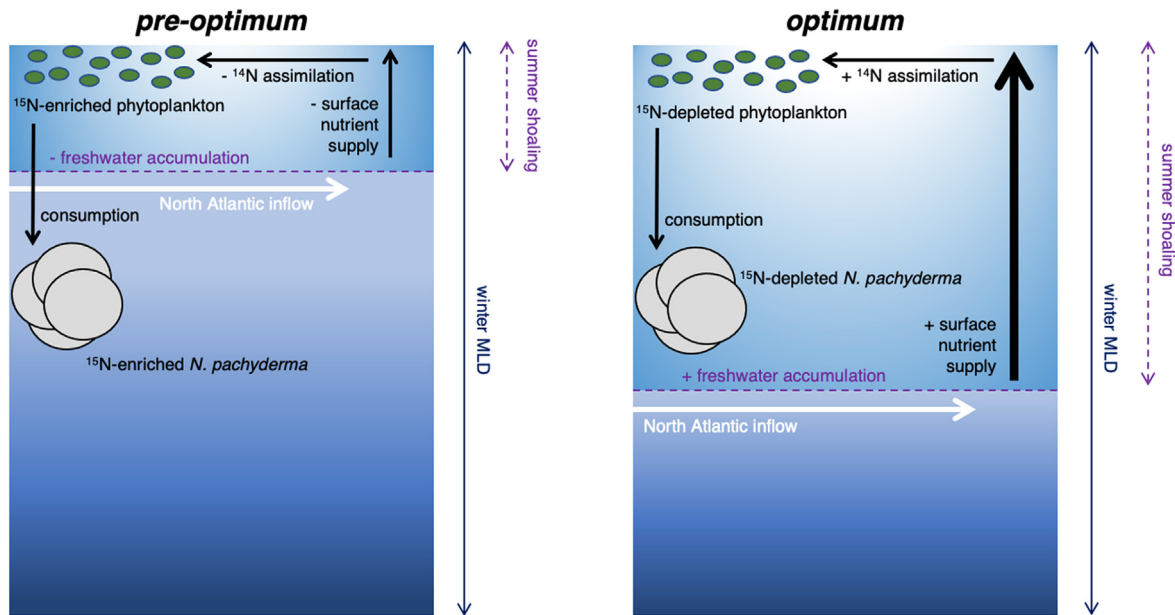 pre-optimum
- ¹⁴N assimilation
¹⁵N-enriched phytoplankton
- surface
nutrient
supply
- freshwater accumulation
North Atlantic inflow
consumption
¹⁵N-enriched N. pachyderma
summer shoaling
winter MLD
optimum
+ ¹⁴N assimilation
¹⁵N-depleted phytoplankton
consumption
¹⁵N-depleted N. pachyderma
+ surface
nutrient
supply
+ freshwater accumulation
North Atlantic inflow
winter MLD
summer shoaling